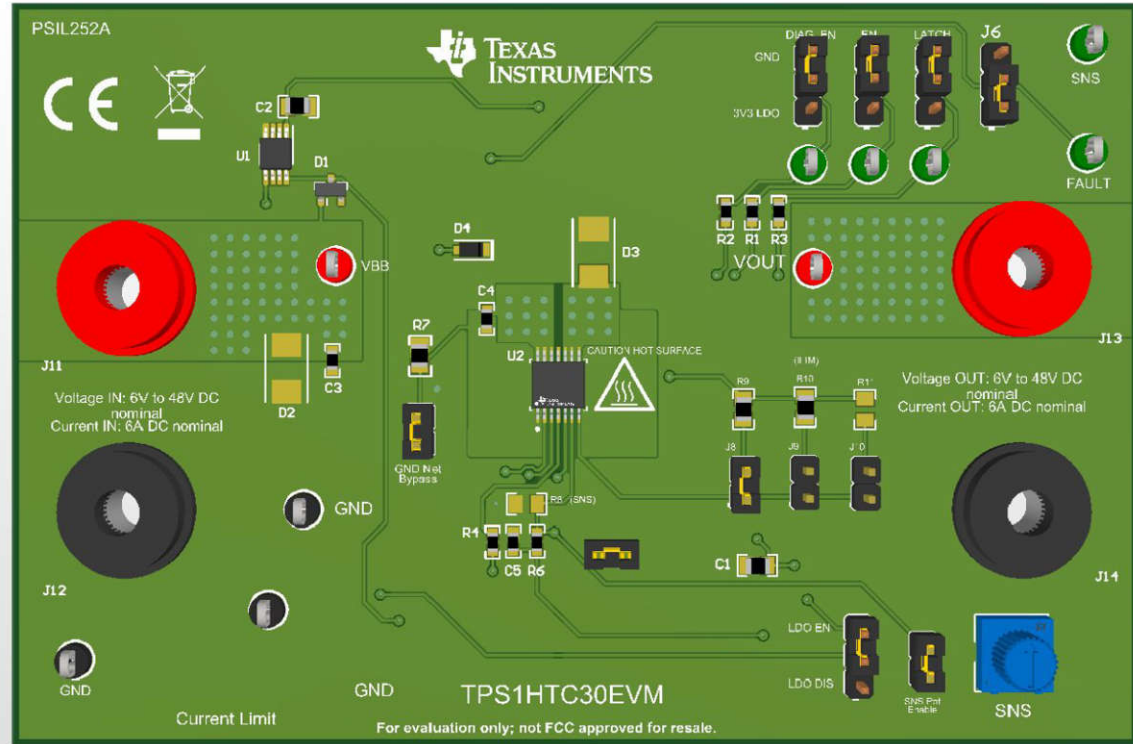 PSIL252A
TEXAS
INSTRUMENTS
CE
DIAG_EN
EN
LATCH
J6
GND
3V3 LDO
SNS
FAULT
C2
U1
D1
R2
R1
R3
D4
D3
VBB
VOUT
C4
R7
U2
CAUTION HOT SURFACE
J11
C3
D2
J13
Voltage IN: 6V to 48V DC
nominal
Current IN: 6A DC nominal
(ILIM)
R9
R10
R11
Voltage OUT: 6V to 48V DC
nominal
Current OUT: 6A DC nominal
GND Net
Bypass
J8
J9
J10
GND
(SNS)
R4
C5
R6
C1
J12
J14
LDO EN
LDO DIS
SNS Pot
Enable
SNS
GND
GND
TPS1HTC30EVM
Current Limit
For evaluation only; not FCC approved for resale.